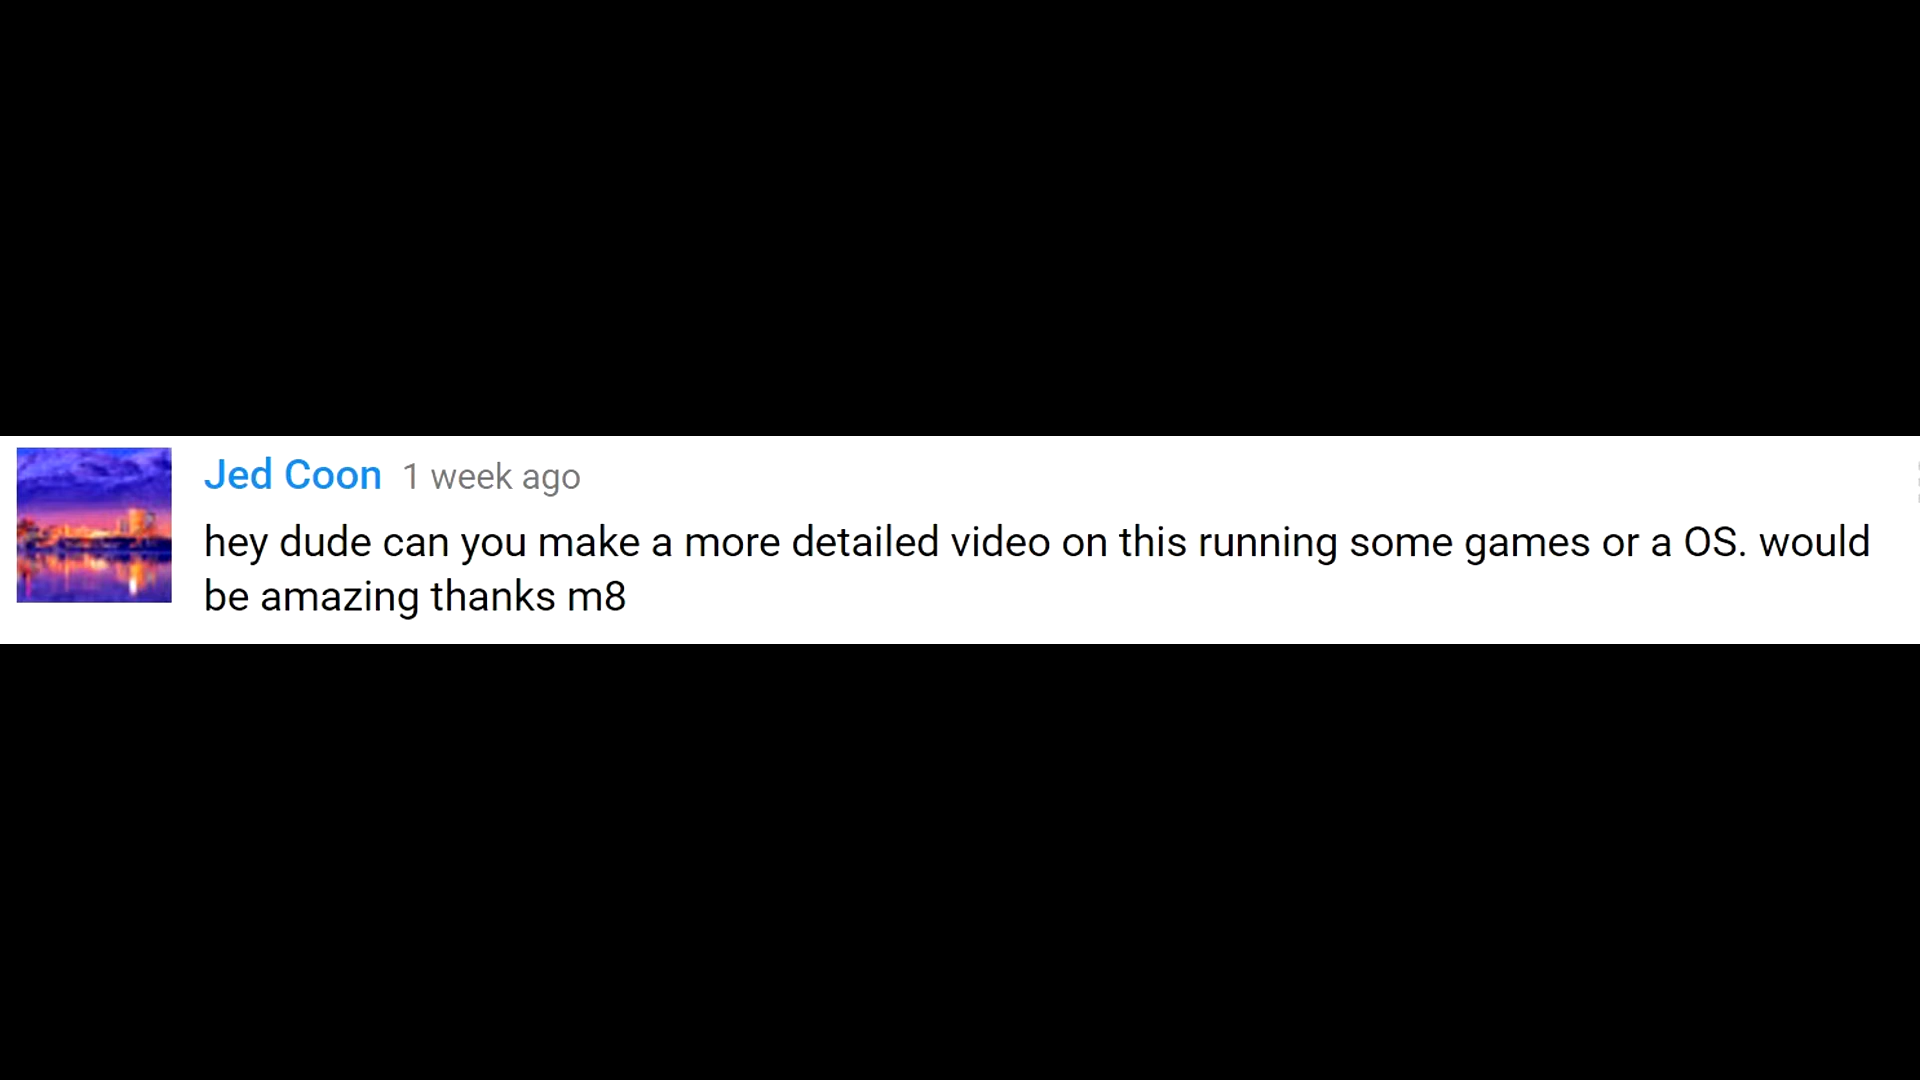 Jed Coon 1 week ago
hey dude can you make a more detailed video on this running some games or a OS. would
be amazing thanks m8